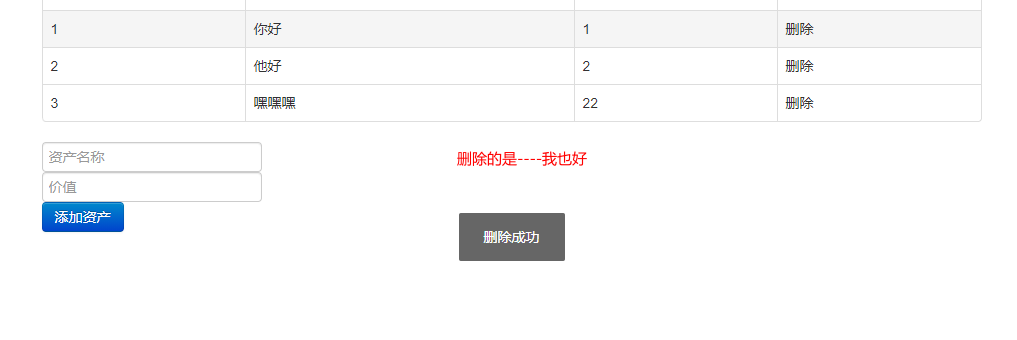 1 你好 1 删除
2 他好 2 删除
3 嘿嘿嘿 22 删除
资产名称
删除的是----我也好
价值
添加资产
删除成功